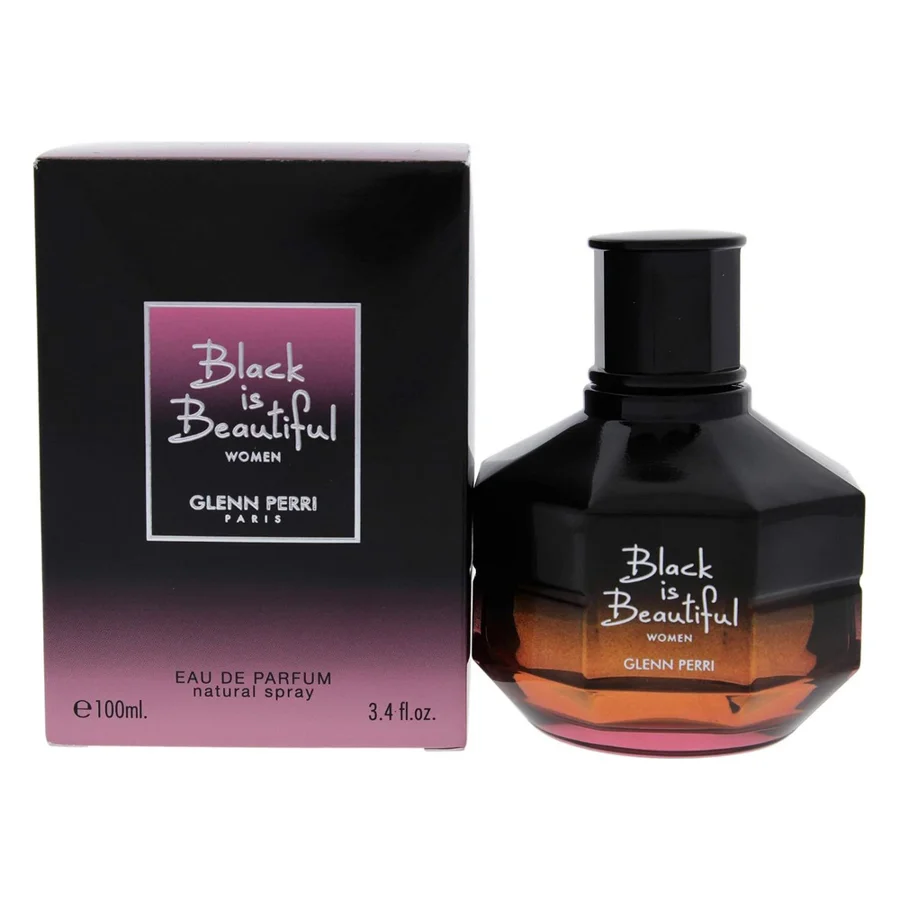 Black
is
Beautiful
WOMEN
GLENN PERRI
PARIS
EAU DE PARFUM
natural spray
℮100ml.
3.4 fl.oz.
Black
is
Beautiful
WOMEN
GLENN PERRI